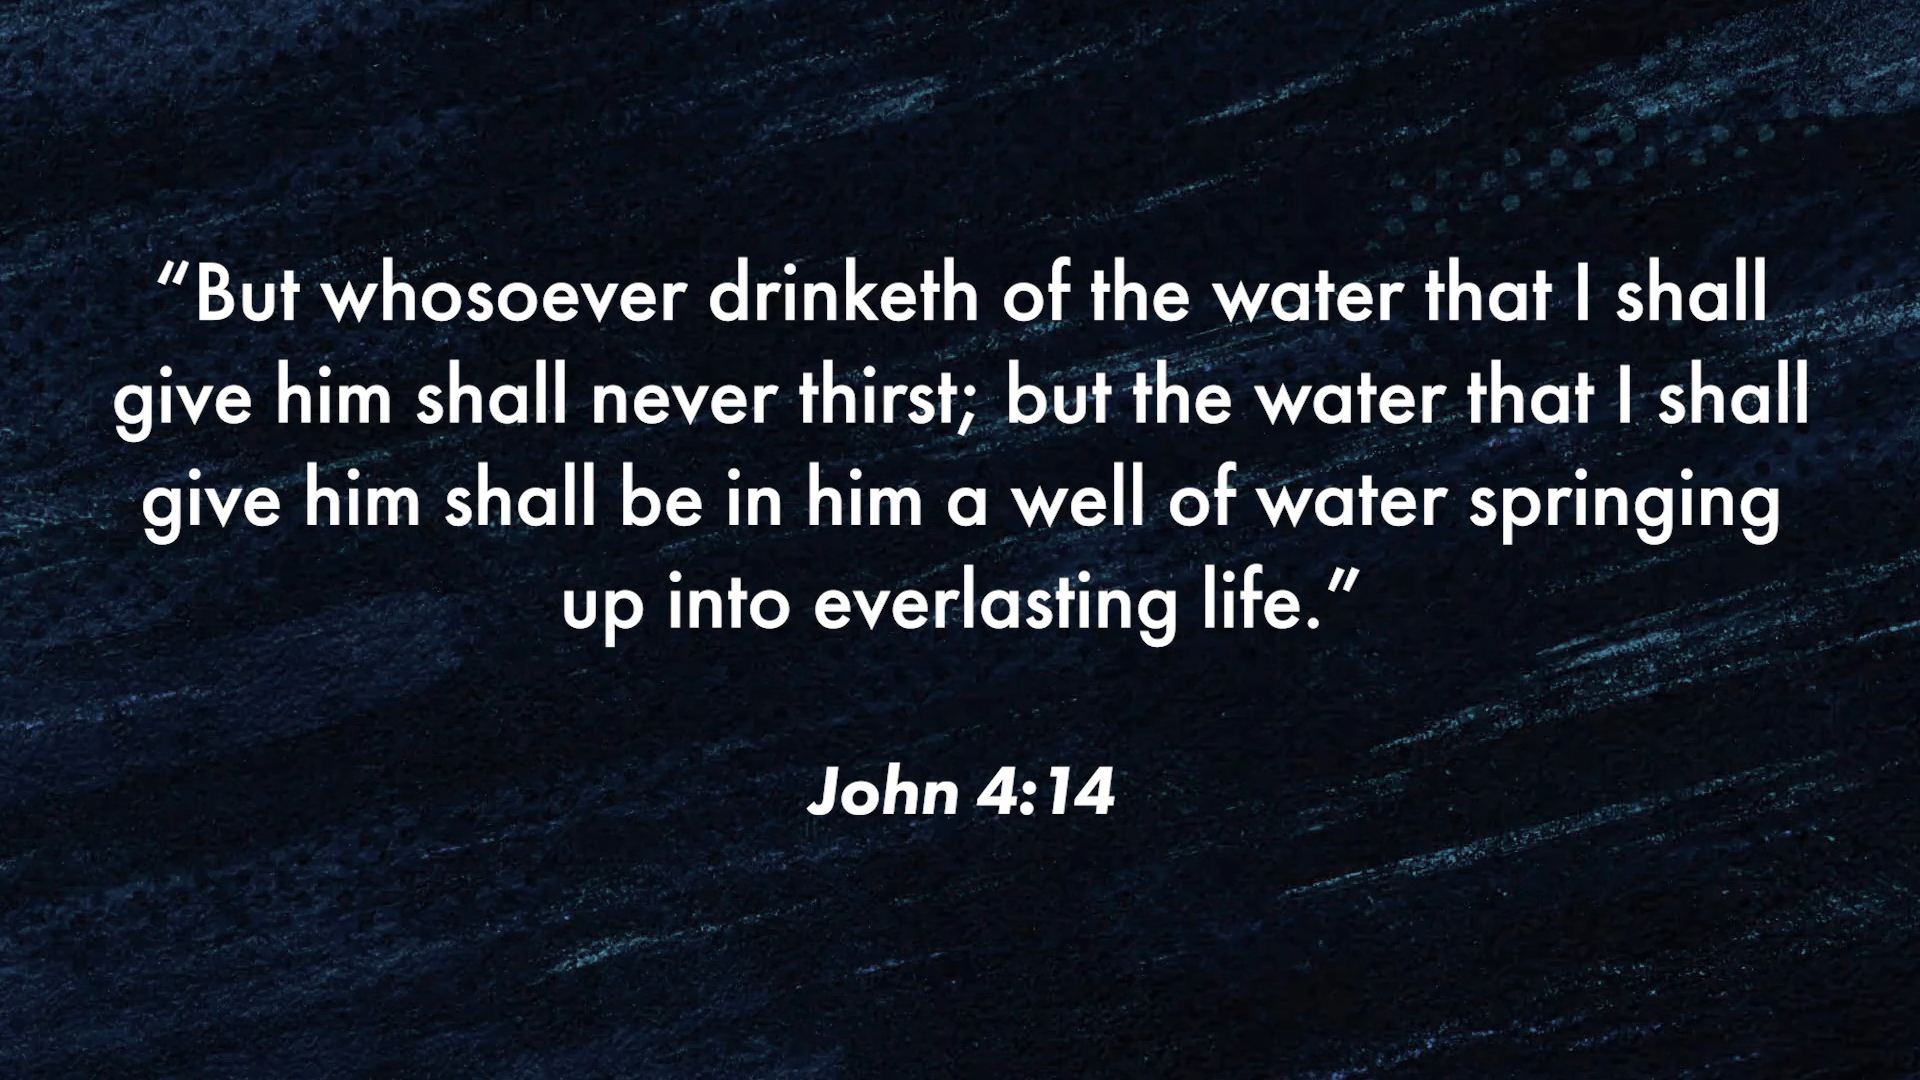 “But whosoever drinketh of the water that I shall
give him shall never thirst; but the water that I shall
give him shall be in him a well of water springing
up into everlasting life.”
John 4:14